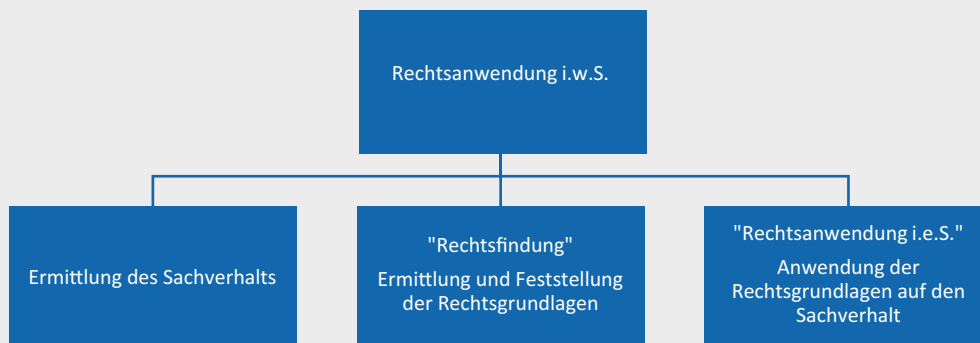 Rechtsanwendung i.w.S.
Ermittlung des Sachverhalts
"Rechtsfindung"
Ermittlung und Feststellung
der Rechtsgrundlagen
"Rechtsanwendung i.e.S."
Anwendung der
Rechtsgrundlagen auf den
Sachverhalt